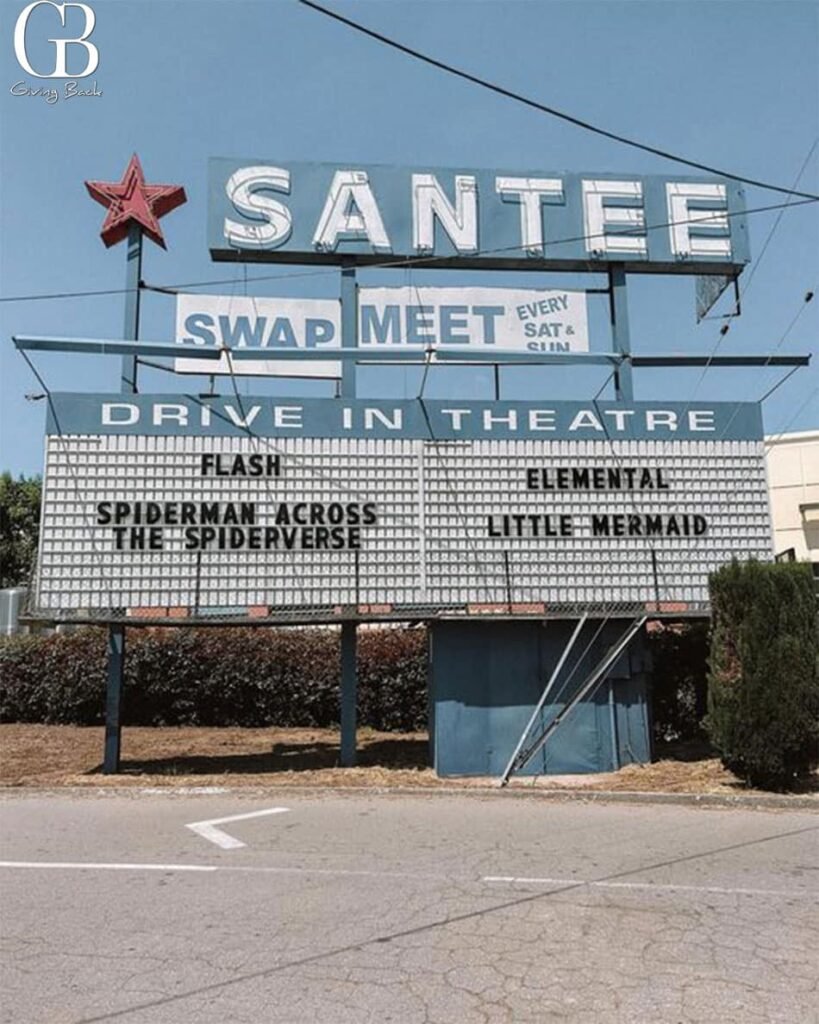 GB
Giving Back
SANTEE
SWAP MEET EVERY
SAT &
SUN
DRIVE IN THEATRE
FLASH
SPIDERMAN ACROSS
THE SPIDEPVERSE
ELEMENTAL
LITTLE MERMAID